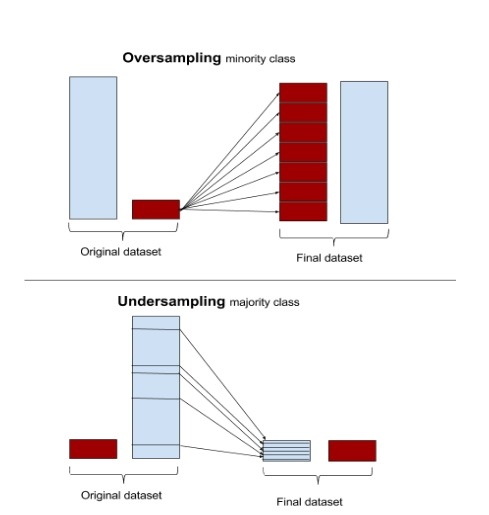 Oversampling minority class
Original dataset
Final dataset
Undersampling majority class
Original dataset
Final dataset